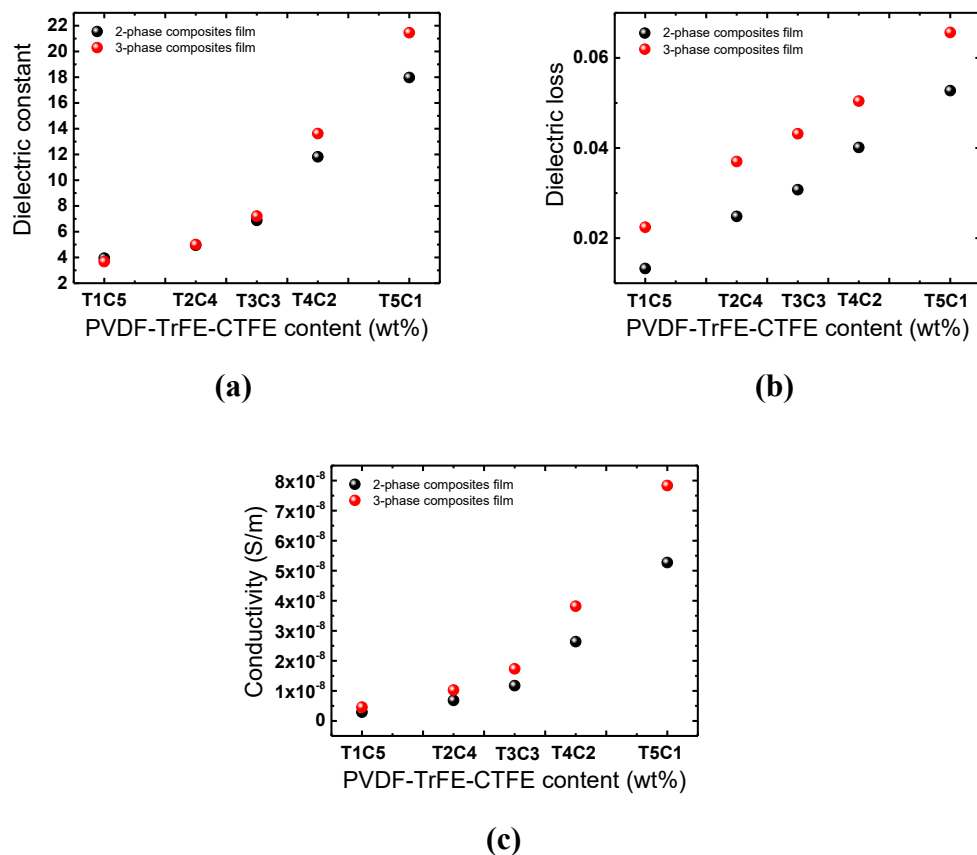 22
20
18
16
14
12
10
8
6
4
2
Dielectric constant
2-phase composites film
3-phase composites film
T1C5 T2C4 T3C3 T4C2 T5C1
PVDF-TrFE-CTFE content (wt%)
(a)
0.06
0.04
0.02
Dielectric loss
2-phase composites film
3-phase composites film
T1C5 T2C4 T3C3 T4C2 T5C1
PVDF-TrFE-CTFE content (wt%)
(b)
8x10⁻⁸
7x10⁻⁸
6x10⁻⁸
5x10⁻⁸
4x10⁻⁸
3x10⁻⁸
2x10⁻⁸
1x10⁻⁸
0
Conductivity (S/m)
2-phase composites film
3-phase composites film
T1C5 T2C4 T3C3 T4C2 T5C1
PVDF-TrFE-CTFE content (wt%)
(c)